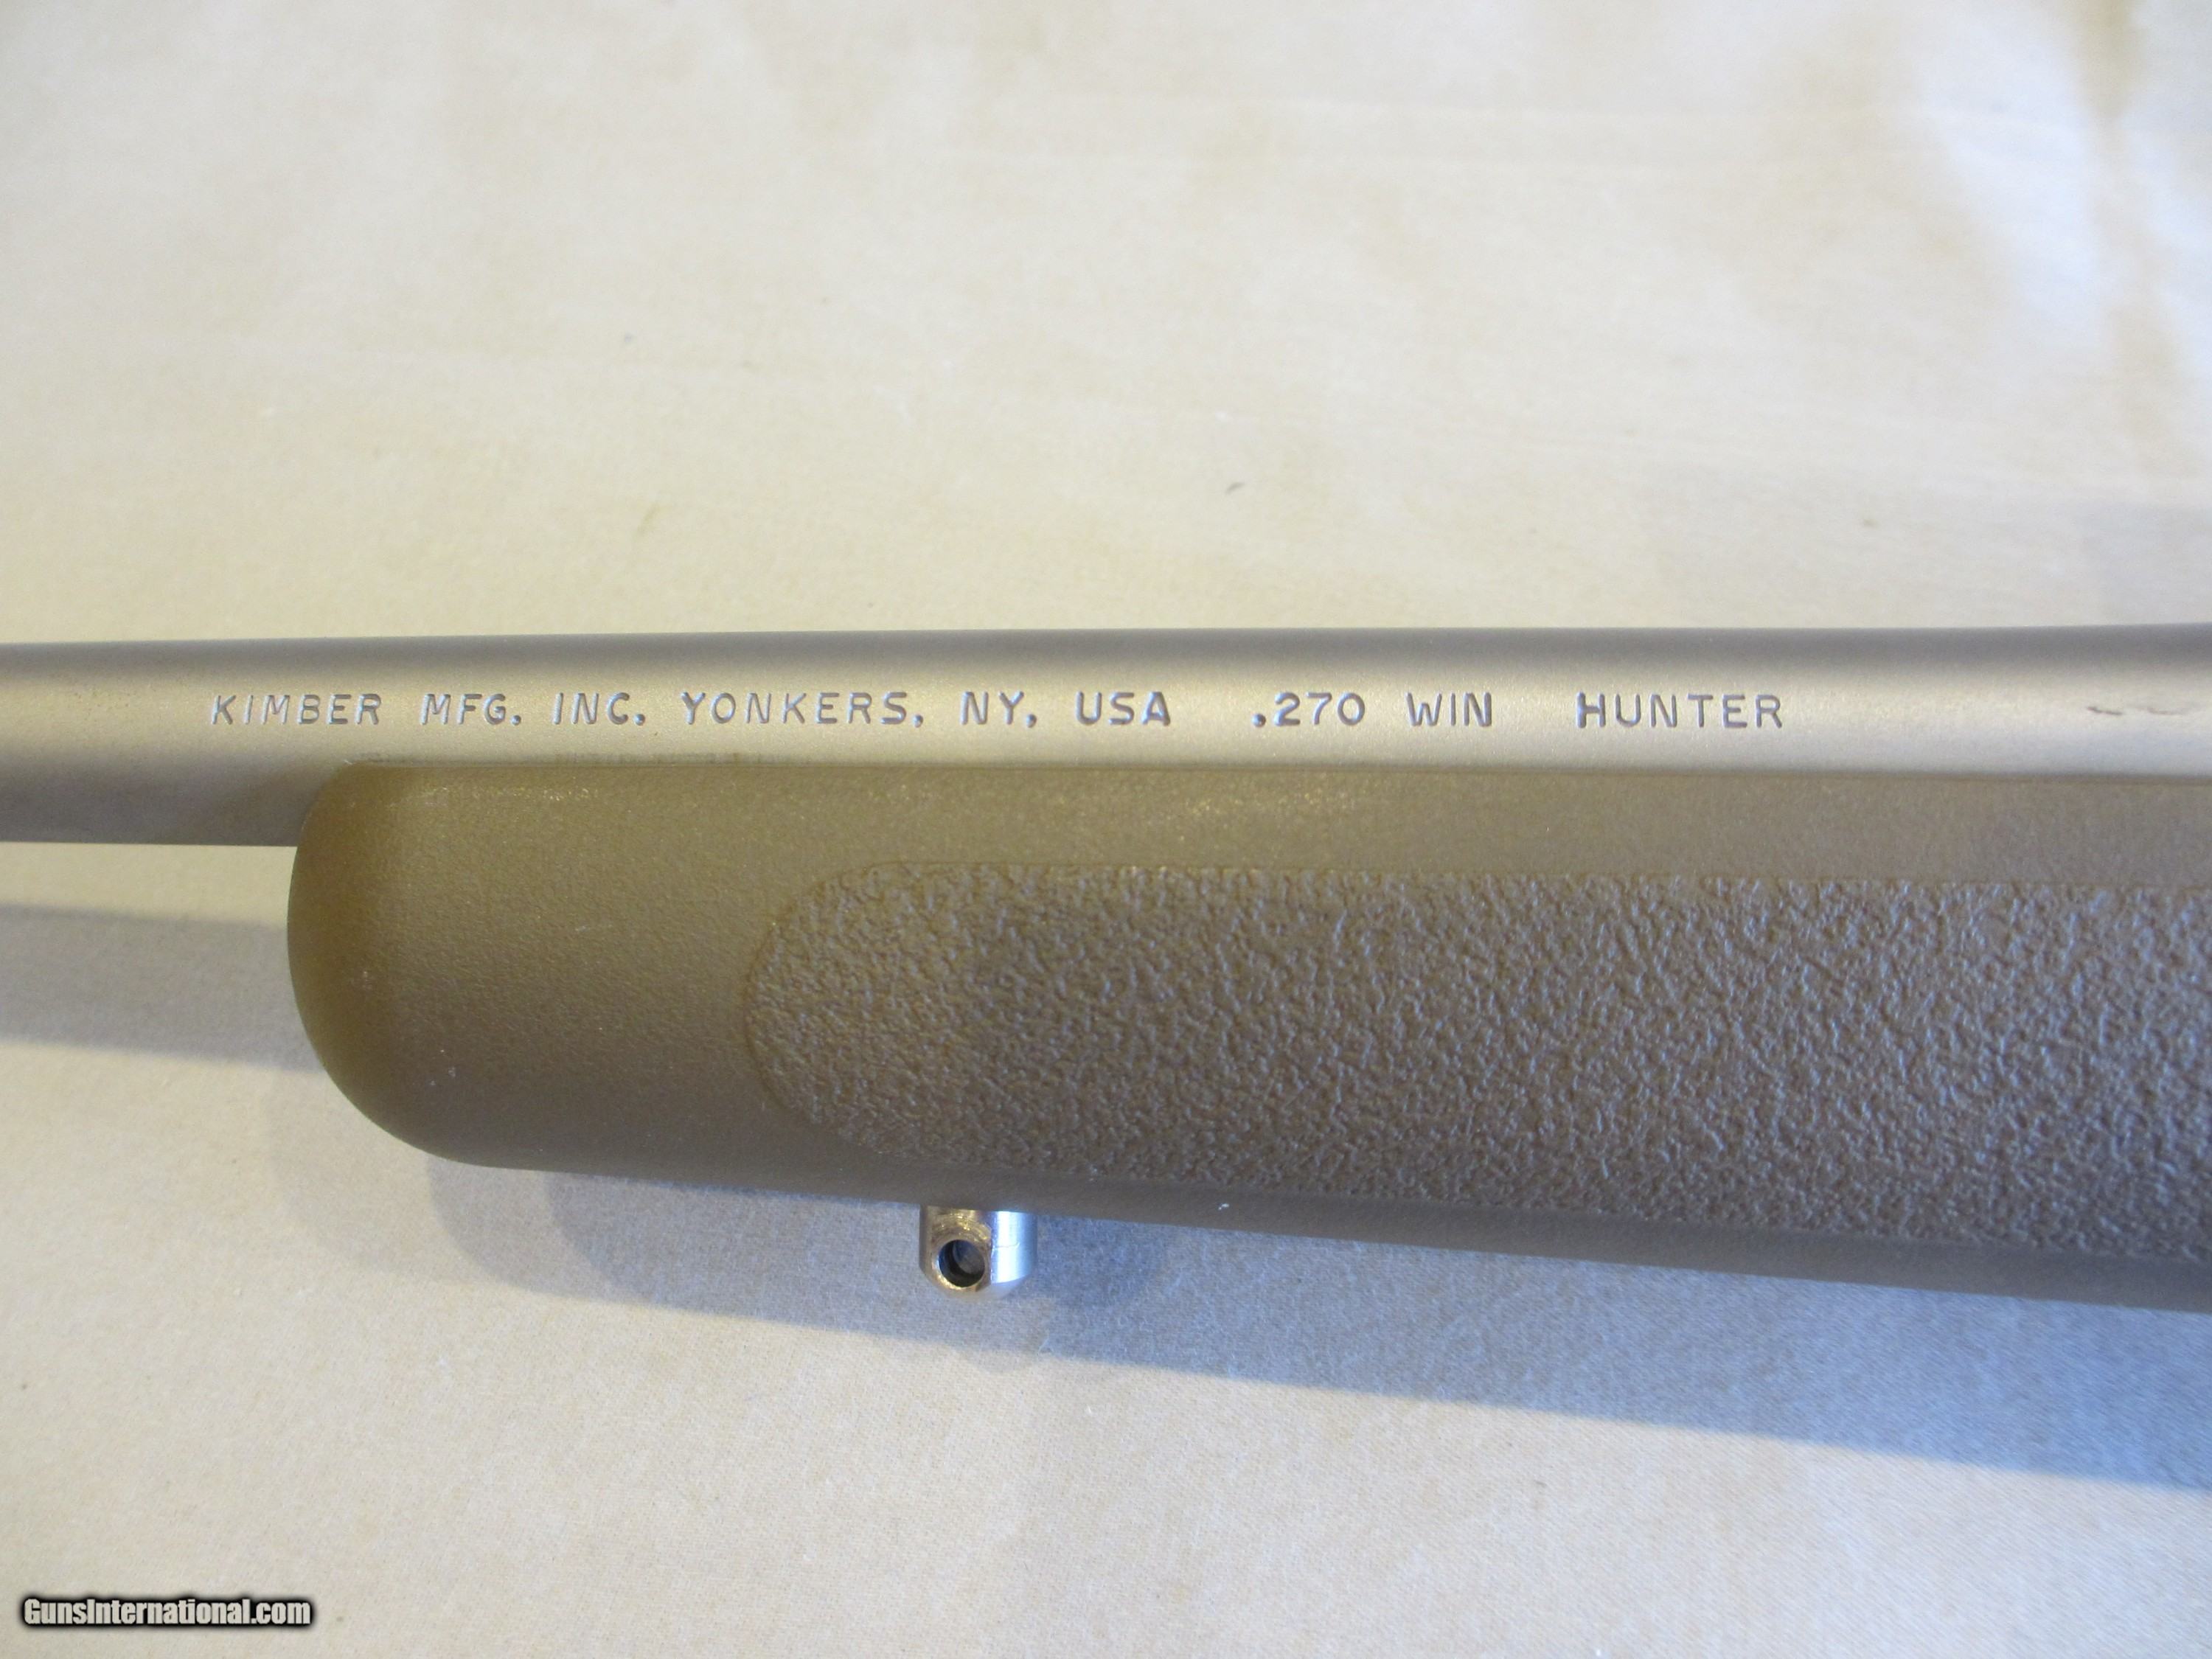 KIMBER MFG. INC. YONKERS, NY, USA .270 WIN HUNTER
GunsInternational.com